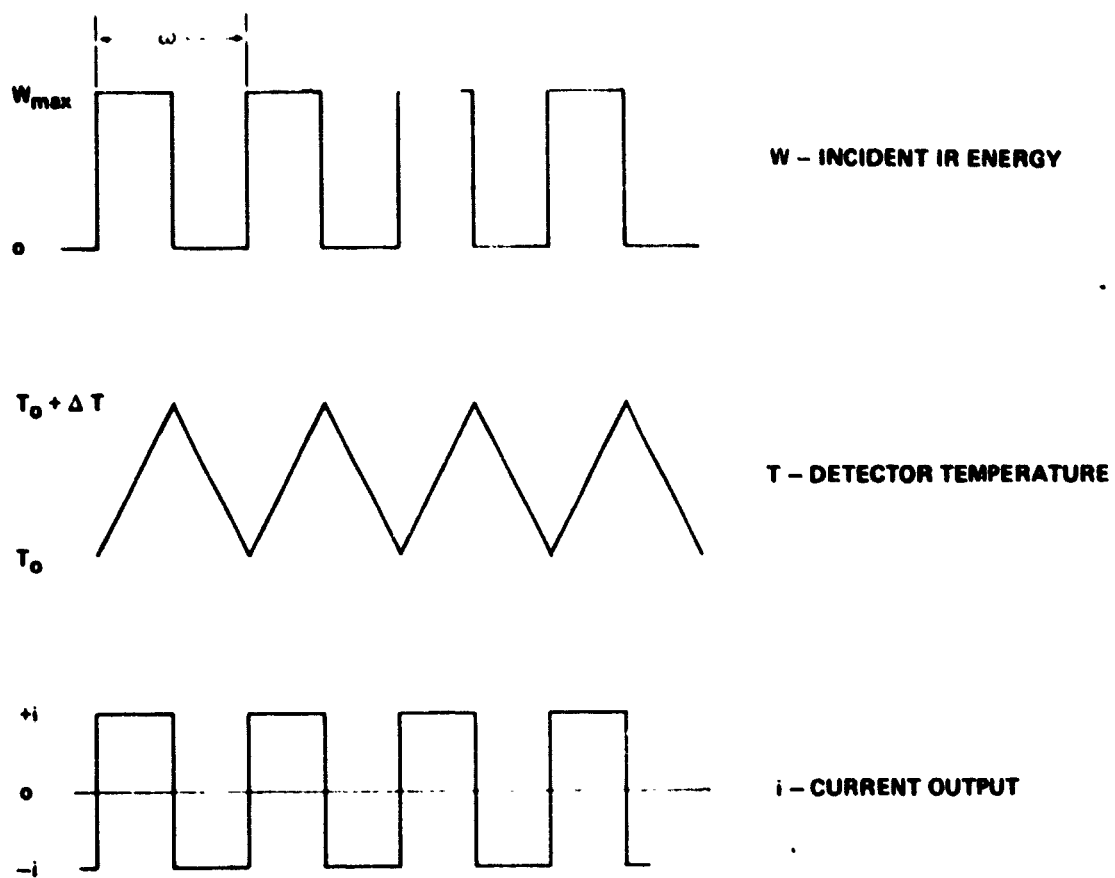 ω
Wmax
o
W – INCIDENT IR ENERGY
To + Δ T
To
T – DETECTOR TEMPERATURE
+i
o
–i
i – CURRENT OUTPUT